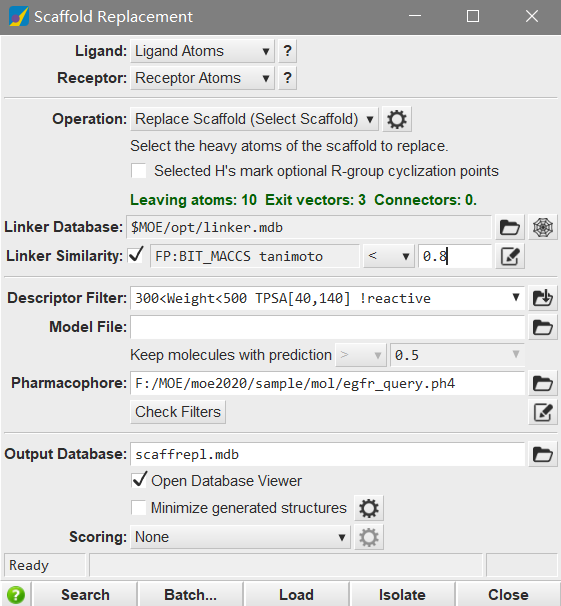 Scaffold Replacement
Ligand: Ligand Atoms ?
Receptor: Receptor Atoms ?
Operation: Replace Scaffold (Select Scaffold)
Select the heavy atoms of the scaffold to replace.
Selected H's mark optional R-group cyclization points
Leaving atoms: 10 Exit vectors: 3 Connectors: 0.
Linker Database: $MOE/opt/linker.mdb
Linker Similarity: FP:BIT_MACCS tanimoto < 0.8
Descriptor Filter: 300<Weight<500 TPSA[40,140] !reactive
Model File:
Keep molecules with prediction > 0.5
Pharmacophore: F:/MOE/moe2020/sample/mol/egfr_query.ph4
Check Filters
Output Database: scaffrepl.mdb
Open Database Viewer
Minimize generated structures
Scoring: None
Ready
? Search Batch... Load Isolate Close